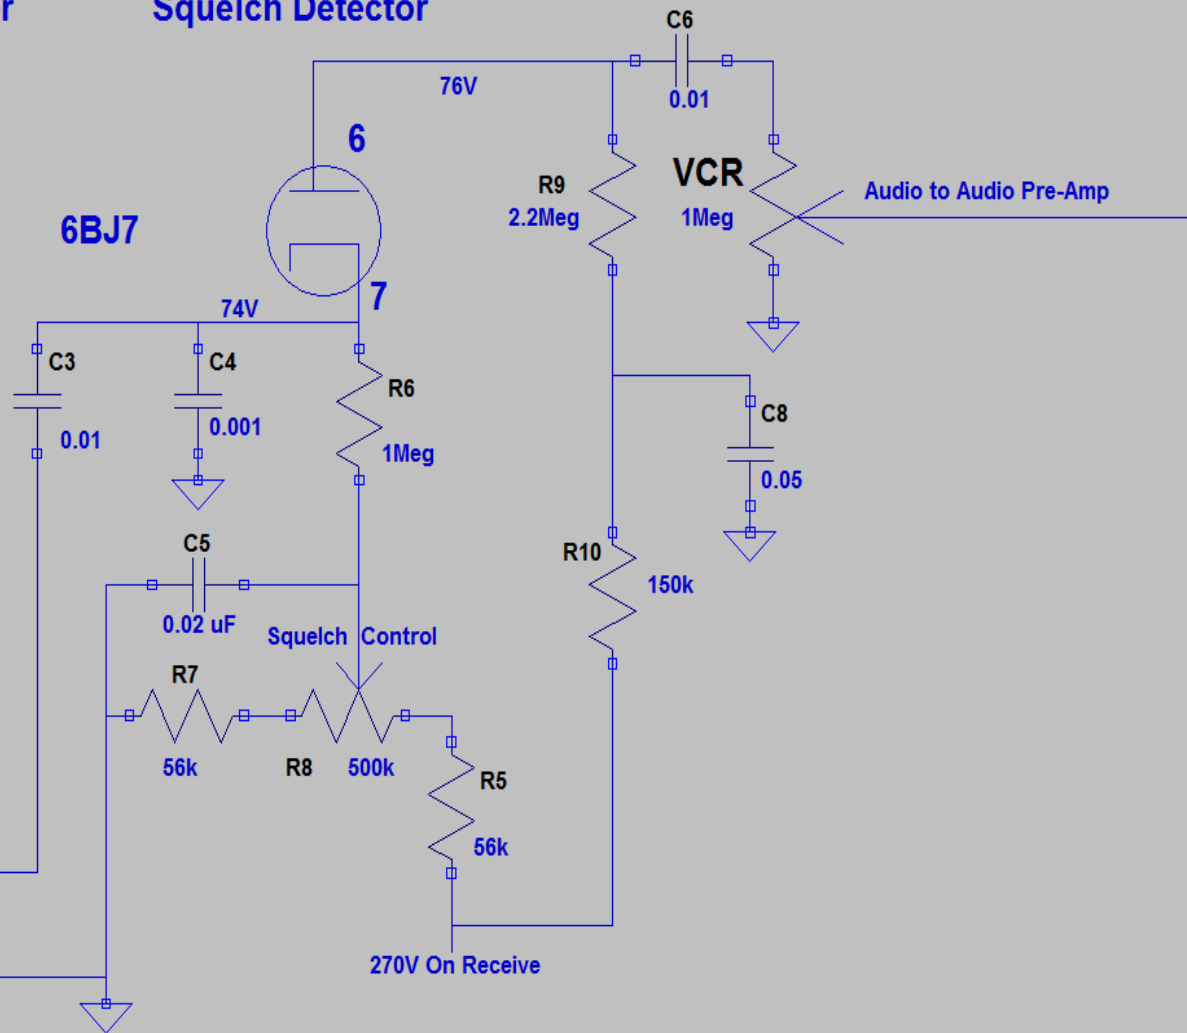 r
Squelch Detector
C6
76V
0.01
6
R9
2.2Meg
VCR
1Meg
Audio to Audio Pre-Amp
6BJ7
7
74V
C3
0.01
C4
0.001
R6
1Meg
C8
0.05
C5
0.02 uF
R10
150k
Squelch Control
R7
56k
R8
500k
R5
56k
270V On Receive